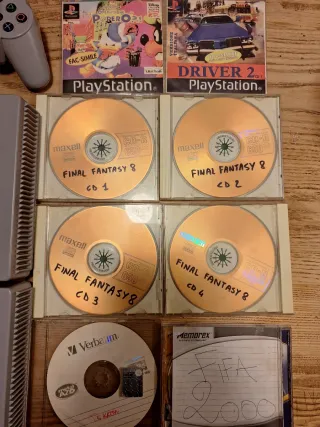 PAPERO
FAC-SIMILE
PlayStation
DRIVER 2
PlayStation
maxell
FINAL FANTASY 8
CD 1
maxell
FINAL FANTASY 8
CD 2
maxell
FINAL FANTASY 8
CD 3
FINAL FANTASY 8
CD 4
Verbatim
memorex
FIFA
2000